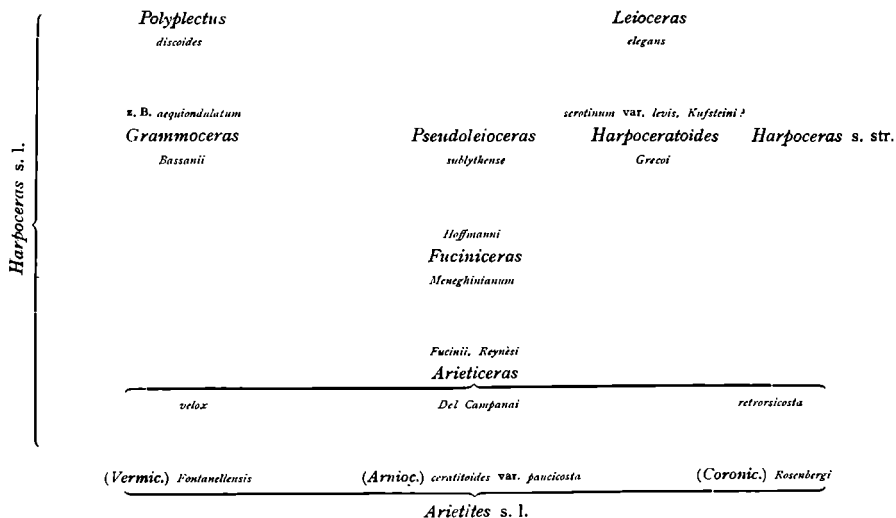 Polyplectus Leioceras
discoides elegans
z. B. aequiondulatum serotinum var. levis, Kufsteini?
Grammoceras Pseudoleioceras Harpoceratoides Harpoceras s. str.
Bassanii sublythense Grecoi
Harpoceras s. l.
Hoffmanni
Fuciniceras
Meneghinianum
Fucinii, Reynèsi
Arieticeras
velox Del Campanai retrorsicosta
(Vermic.) Fontanellensis (Arnioc.) ceratitoides var. paucicosta (Coronic.) Rosenbergi
Arietites s. l.